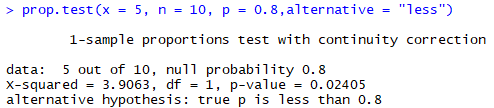 > prop.test(x = 5, n = 10, p = 0.8,alternative = "less")
1-sample proportions test with continuity correction
data:  5 out of 10, null probability 0.8
X-squared = 3.9063, df = 1, p-value = 0.02405
alternative hypothesis: true p is less than 0.8